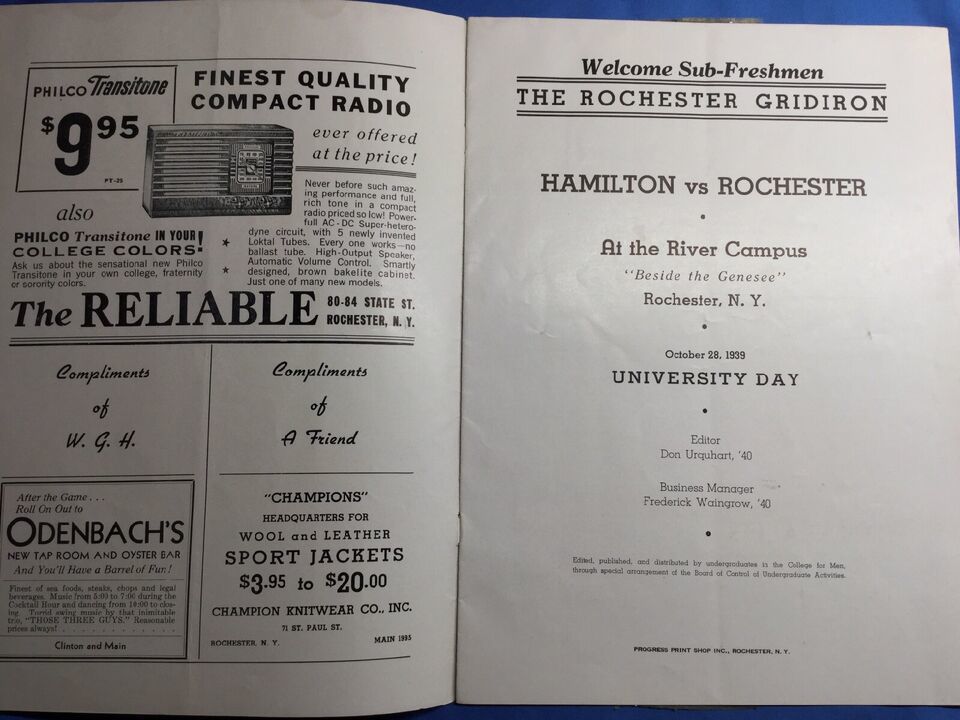 PHILCO Transitone
$9.95
PT-25
FINEST QUALITY
COMPACT RADIO
ever offered
at the price!
Never before such amaz-
ing performance and full,
rich tone in a compact
radio priced so low! Power-
full AC-DC Super-hetero-
dyne circuit, with 5 newly invented
Loktal Tubes. Every one works—no
ballast tube. High-Output Speaker,
Automatic Volume Control. Smartly
designed, brown bakelite cabinet.
Just one of many new models.
also
PHILCO Transitone IN YOUR
COLLEGE COLORS!
Ask us about the sensational new Philco
Transitone in your own college, fraternity
or sorority colors.
The RELIABLE
80-84 STATE ST.
ROCHESTER, N. Y.
Compliments
of
W. G. H.
Compliments
of
A Friend
After the Game . . .
Roll On Out to
ODENBACH'S
NEW TAP ROOM AND OYSTER BAR
And You'll Have a Barrel of Fun!
Finest of sea foods, steaks, chops and legal
beverages. Music from 5:00 to 7:00 during the
Cocktail Hour and dancing from 10:00 to clos-
ing. Torrid swing music by that inimitable
trio, "THOSE THREE GUYS." Reasonable
prices always! . . . . . . . . . . . .
Clinton and Main
"CHAMPIONS"
HEADQUARTERS FOR
WOOL and LEATHER
SPORT JACKETS
$3.95 to $20.00
CHAMPION KNITWEAR CO., INC.
71 ST. PAUL ST.
ROCHESTER, N. Y. MAIN 1995
Welcome Sub-Freshmen
THE ROCHESTER GRIDIRON
HAMILTON vs ROCHESTER
At the River Campus
"Beside the Genesee"
Rochester, N. Y.
October 28, 1939
UNIVERSITY DAY
Editor
Don Urquhart, '40
Business Manager
Frederick Waingrow, '40
Edited, published, and distributed by undergraduates in the College for Men,
through special arrangement of the Board of Control of Undergraduate Activities.
PROGRESS PRINT SHOP INC., ROCHESTER, N. Y.